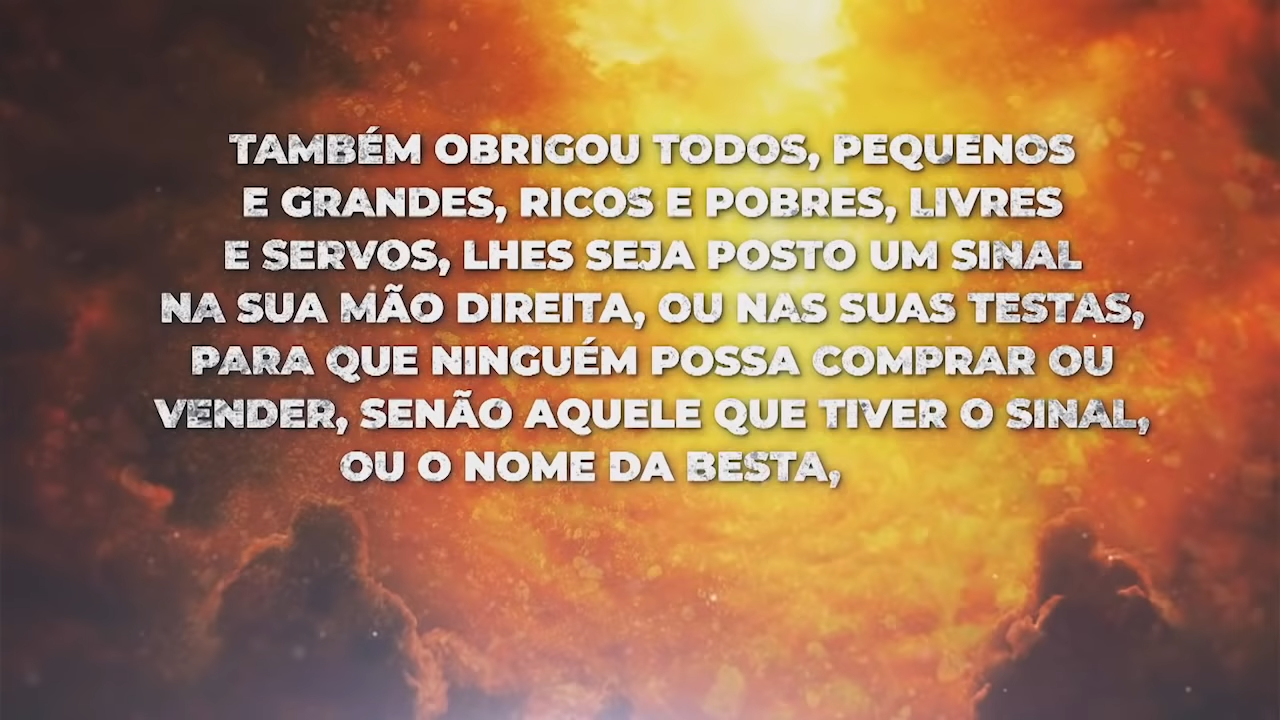 TAMBÉM OBRIGOU TODOS, PEQUENOS
E GRANDES, RICOS E POBRES, LIVRES
E SERVOS, LHES SEJA POSTO UM SINAL
NA SUA MÃO DIREITA, OU NAS SUAS TESTAS,
PARA QUE NINGUÉM POSSA COMPRAR OU
VENDER, SENÃO AQUELE QUE TIVER O SINAL,
OU O NOME DA BESTA,